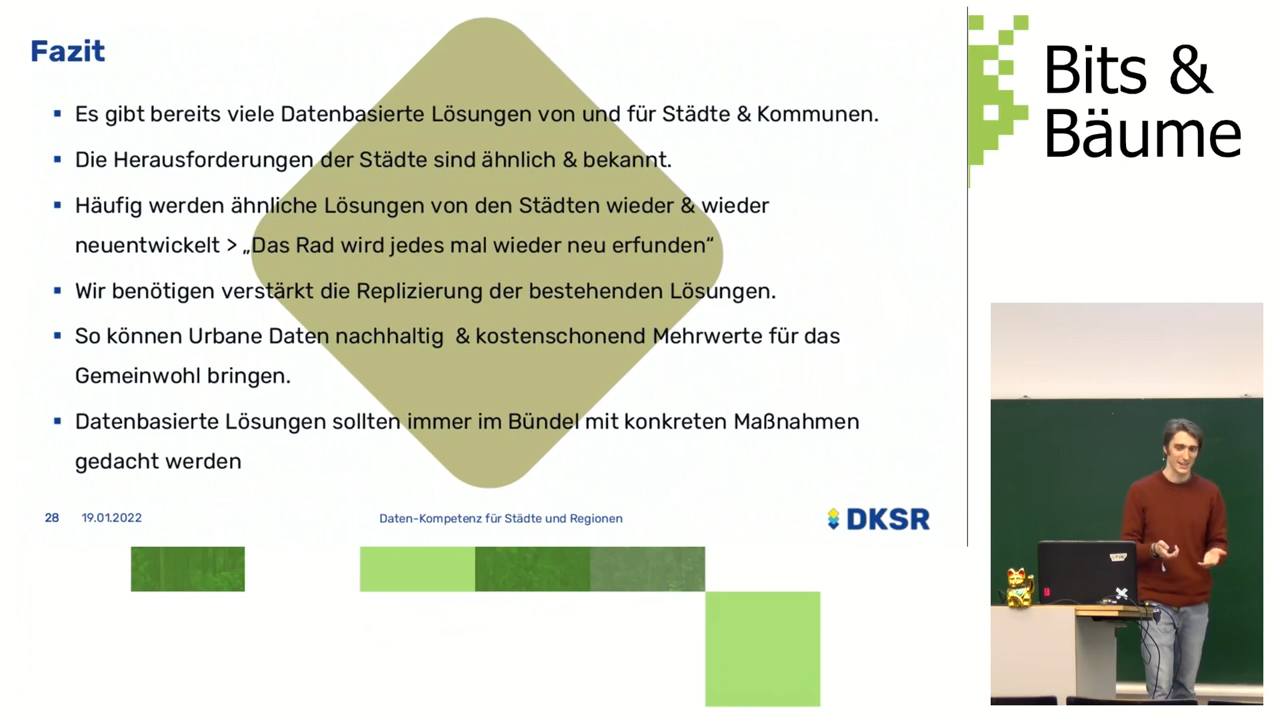 Fazit
Es gibt bereits viele Datenbasierte Lösungen von und für Städte & Kommunen.
Die Herausforderungen der Städte sind ähnlich & bekannt.
Häufig werden ähnliche Lösungen von den Städten wieder & wieder
neuentwickelt > „Das Rad wird jedes mal wieder neu erfunden“
Wir benötigen verstärkt die Replizierung der bestehenden Lösungen.
So können Urbane Daten nachhaltig & kostenschonend Mehrwerte für das
Gemeinwohl bringen.
Datenbasierte Lösungen sollten immer im Bündel mit konkreten Maßnahmen
gedacht werden
28 19.01.2022 Daten-Kompetenz für Städte und Regionen DKSR
Bits &
Bäume